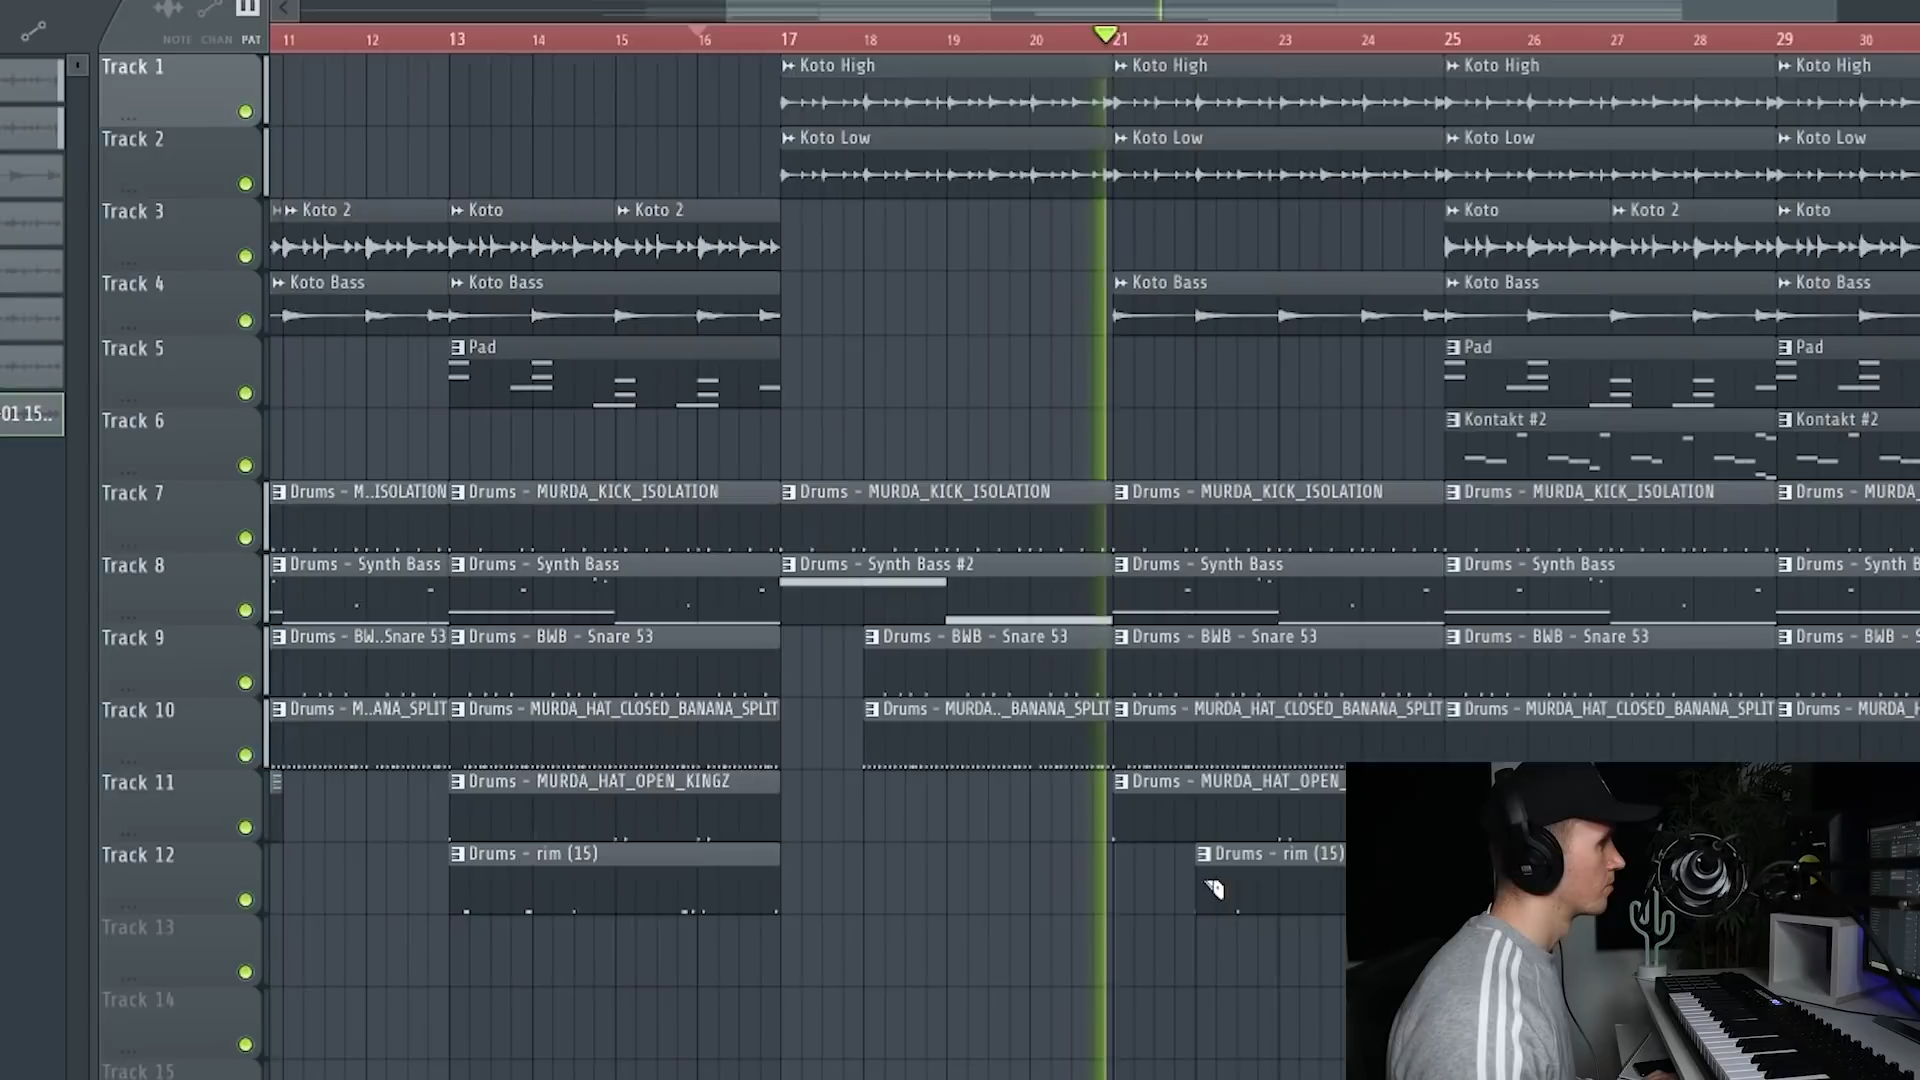 NOTE CHAN PAT
11 12 13 14 15 16 17 18 19 20 21 22 23 24 25 26 27 28 29 30
Track 1
Koto High Koto High Koto High Koto High
Track 2
Koto Low Koto Low Koto Low Koto Low
Track 3
Koto 2 Koto Koto 2 Koto Koto 2 Koto
Track 4
Koto Bass Koto Bass Koto Bass Koto Bass Koto Bass
Track 5
Pad Pad Pad
01 15..
Track 6
Kontakt #2 Kontakt #2
Track 7
Drums - M..ISOLATION Drums - MURDA_KICK_ISOLATION Drums - MURDA_KICK_ISOLATION Drums - MURDA_KICK_ISOLATION Drums - MURDA_KICK_ISOLATION Drums - MURDA_
Track 8
Drums - Synth Bass Drums - Synth Bass Drums - Synth Bass #2 Drums - Synth Bass Drums - Synth Bass Drums - Synth B
Track 9
Drums - BW..Snare 53 Drums - BWB - Snare 53 Drums - BWB - Snare 53 Drums - BWB - Snare 53 Drums - BWB - Snare 53 Drums - BWB - S
Track 10
Drums - M..ANA_SPLIT Drums - MURDA_HAT_CLOSED_BANANA_SPLIT Drums - MURDA.._BANANA_SPLIT Drums - MURDA_HAT_CLOSED_BANANA_SPLIT Drums - MURDA_HAT_CLOSED_BANANA_SPLIT Drums - MURDA_H
Track 11
Drums - MURDA_HAT_OPEN_KINGZ Drums - MURDA_HAT_OPEN_
Track 12
Drums - rim (15) Drums - rim (15)
Track 13
Track 14
Track 15